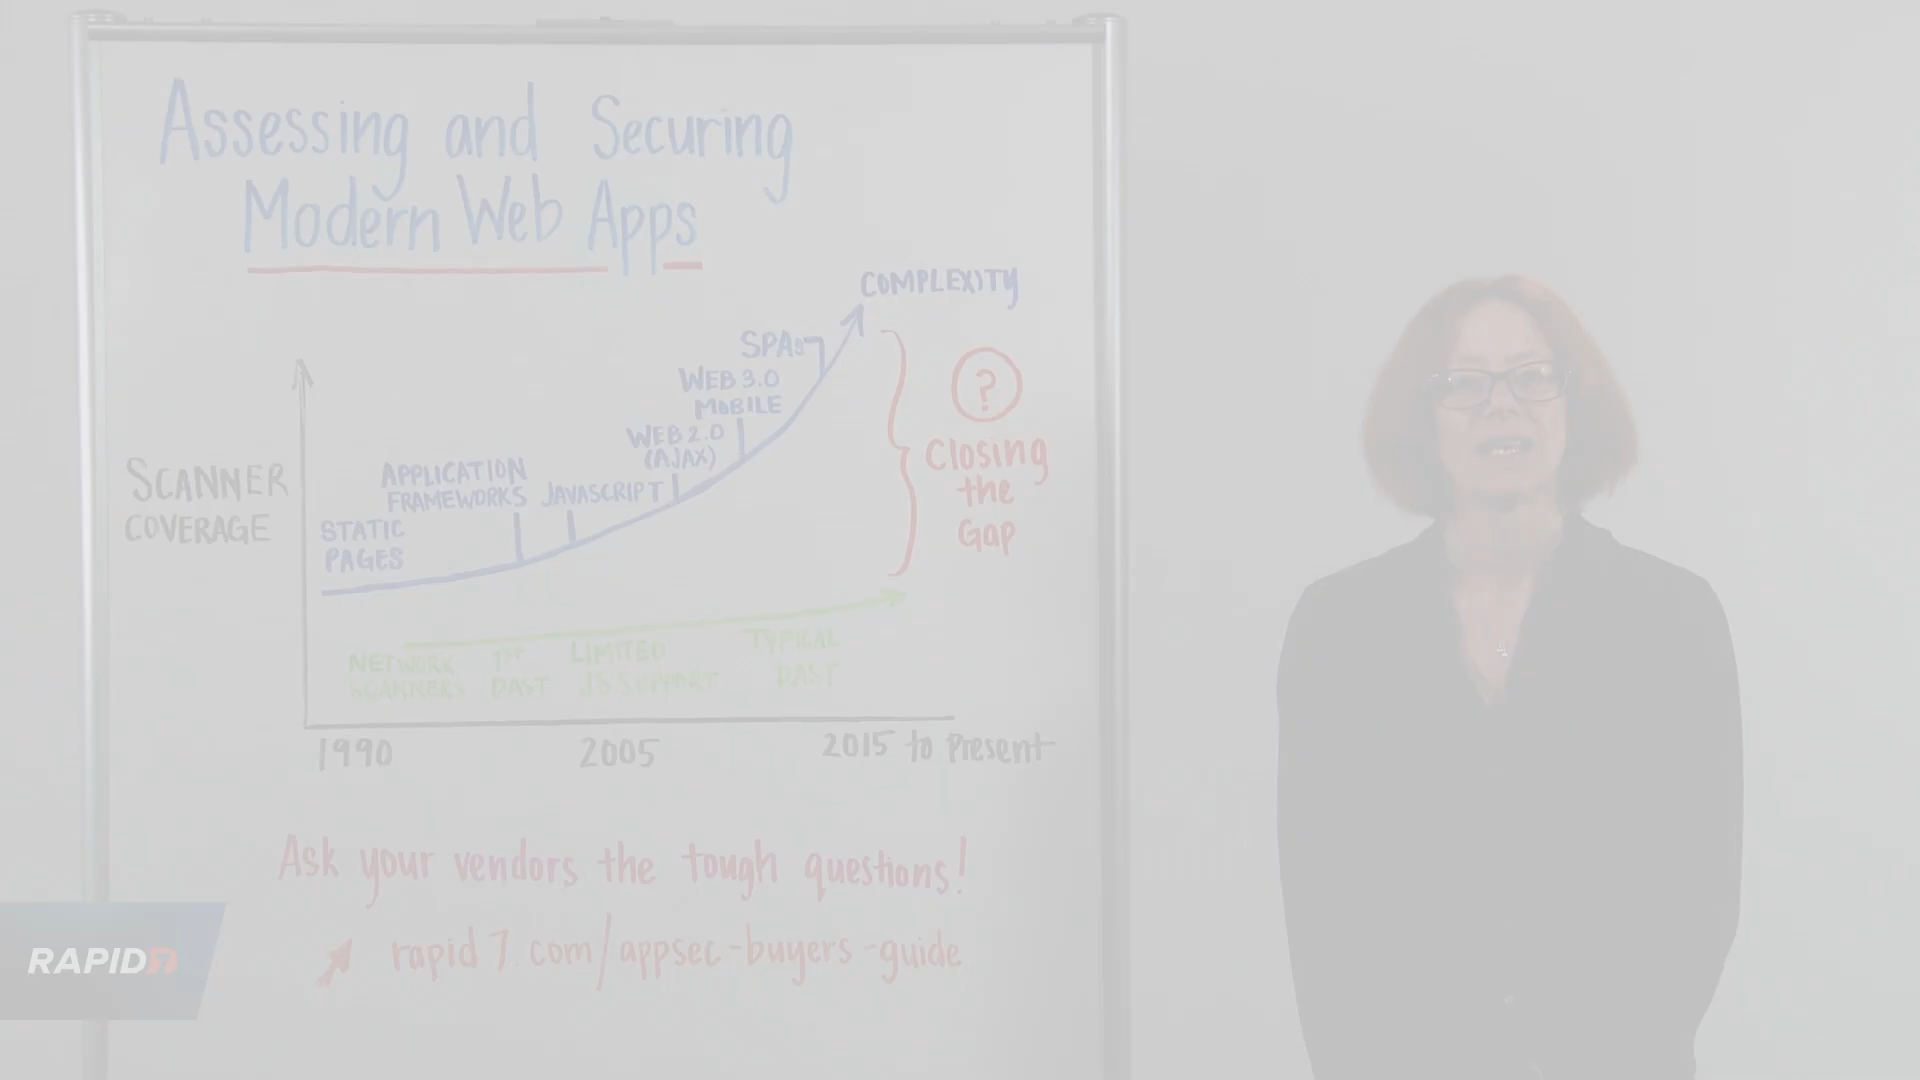 Assessing and Securing
Modern Web Apps
COMPLEXITY
SPAs
WEB 3.0
MOBILE
WEB 2.0
(AJAX)
JAVASCRIPT
APPLICATION
FRAMEWORKS
STATIC
PAGES
SCANNER
COVERAGE
?
Closing
the
Gap
NETWORK
SCANNERS
1st
DAST
LIMITED
JS SUPPORT
TYPICAL
DAST
1990
2005
2015 to Present
Ask your vendors the tough questions!
rapid7.com/appsec-buyers-guide
RAPID7